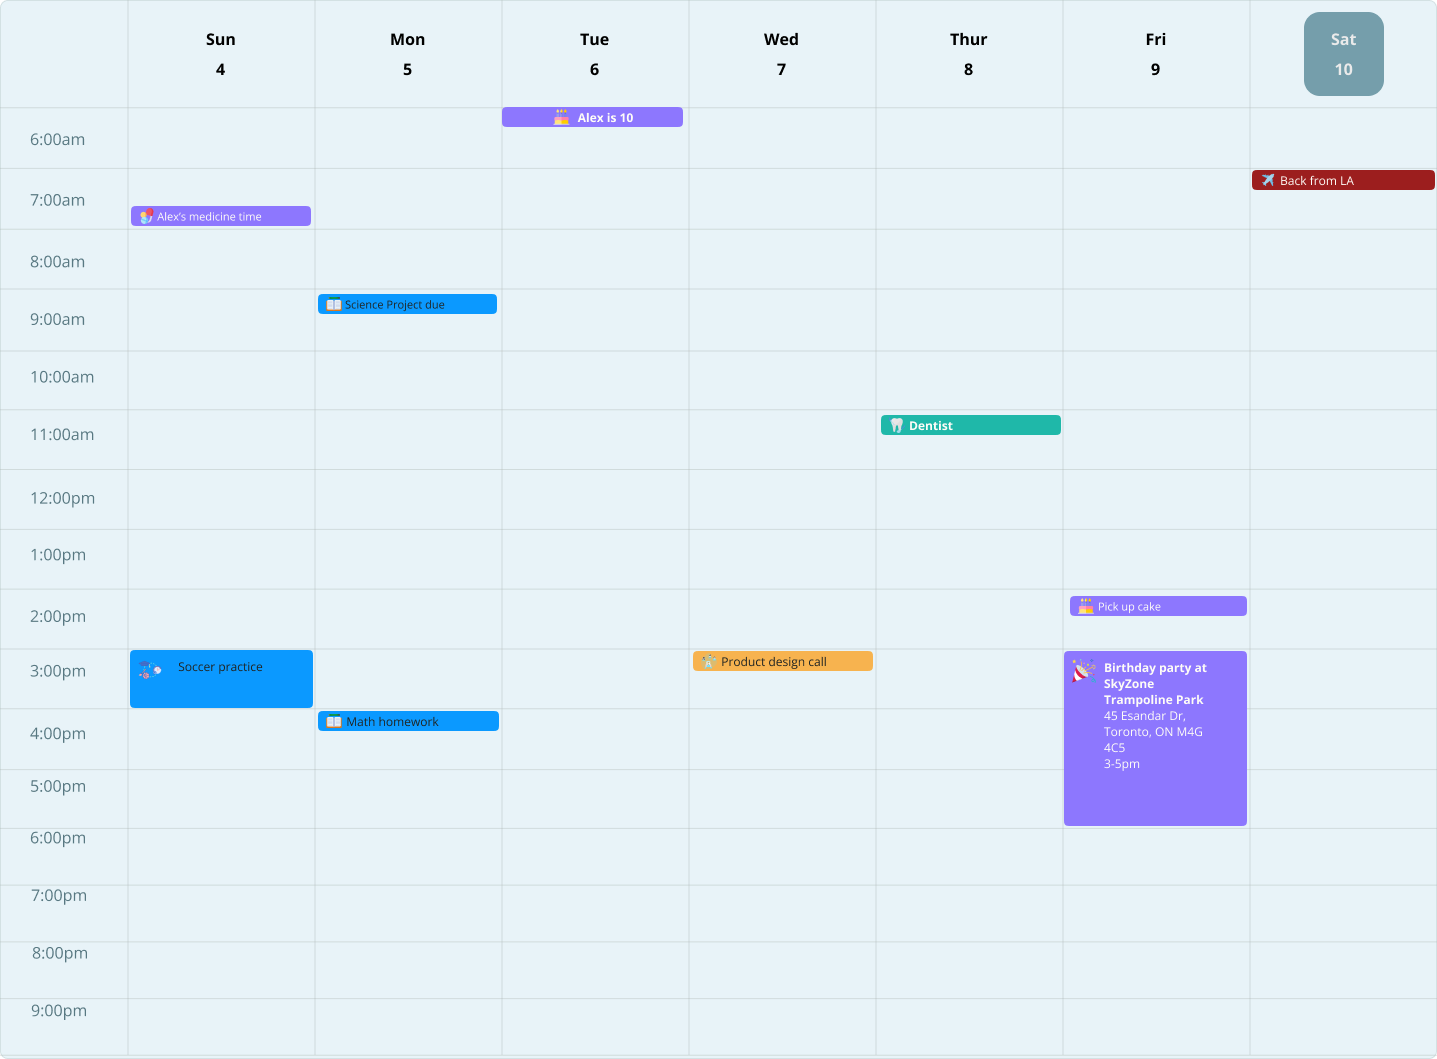 Sun
4
Mon
5
Tue
6
Wed
7
Thur
8
Fri
9
Sat
10
Alex is 10
6:00am
Back from LA
7:00am
Alex’s medicine time
8:00am
Science Project due
9:00am
10:00am
11:00am
Dentist
12:00pm
1:00pm
2:00pm
Pick up cake
3:00pm
Soccer practice
Product design call
Birthday party at
SkyZone
Trampoline Park
45 Esandar Dr,
Toronto, ON M4G
4C5
3-5pm
4:00pm
Math homework
5:00pm
6:00pm
7:00pm
8:00pm
9:00pm